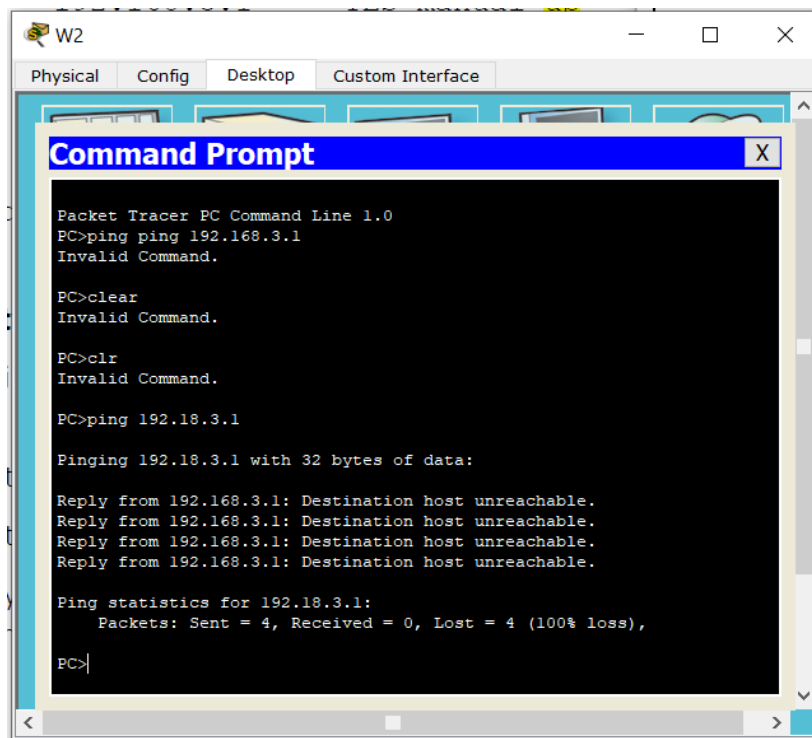 W2
Physical Config Desktop Custom Interface
Command Prompt
X
Packet Tracer PC Command Line 1.0
PC>ping ping 192.168.3.1
Invalid Command.
PC>clear
Invalid Command.
PC>clr
Invalid Command.
PC>ping 192.18.3.1
Pinging 192.18.3.1 with 32 bytes of data:
Reply from 192.168.3.1: Destination host unreachable.
Reply from 192.168.3.1: Destination host unreachable.
Reply from 192.168.3.1: Destination host unreachable.
Reply from 192.168.3.1: Destination host unreachable.
Ping statistics for 192.18.3.1:
Packets: Sent = 4, Received = 0, Lost = 4 (100% loss),
PC>